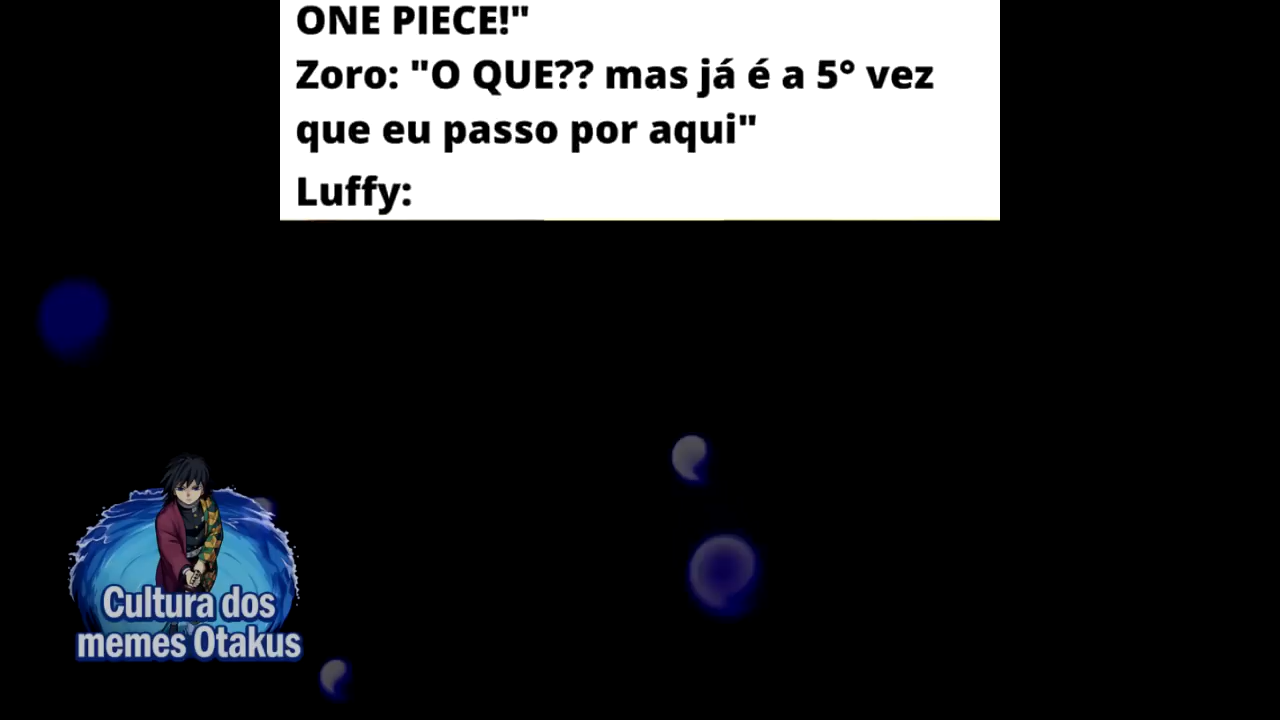 ONE PIECE!"
Zoro: "O QUE?? mas já é a 5° vez
que eu passo por aqui"
Luffy:
Cultura dos
memes Otakus